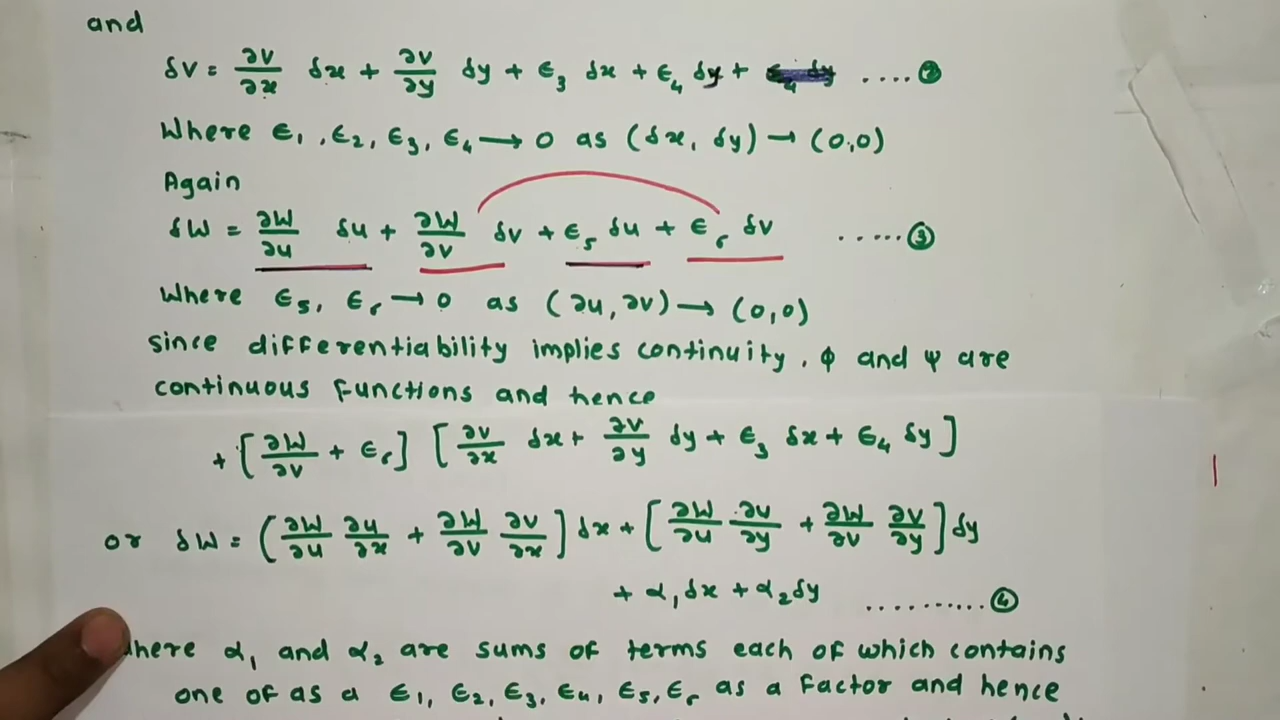 and
δv = ∂v/∂x δx + ∂v/∂y δy + ϵ₃ δx + ϵ₄ δy + ....②
Where ϵ₁, ϵ₂, ϵ₃, ϵ₄ → 0 as (δx, δy) → (0,0)
Again
δW = ∂W/∂u δu + ∂W/∂v δv + ϵ₅ δu + ϵ₆ δv .....③
Where ϵ₅, ϵ₆ → 0 as (∂u, ∂v) → (0,0)
since differentiability implies continuity, φ and ψ are
continuous functions and hence
+ [∂W/∂v + ϵ₆] [∂v/∂x δx + ∂v/∂y δy + ϵ₃ δx + ϵ₄ δy]
or δW = (∂W/∂u ∂u/∂x + ∂W/∂v ∂v/∂x] δx + [∂W/∂u ∂u/∂y + ∂W/∂v ∂v/∂y] δy
+ α₁δx + α₂δy ..........④
here α₁ and α₂ are sums of terms each of which contains
one of as a ϵ₁, ϵ₂, ϵ₃, ϵ₄, ϵ₅, ϵ₆ as a factor and hence